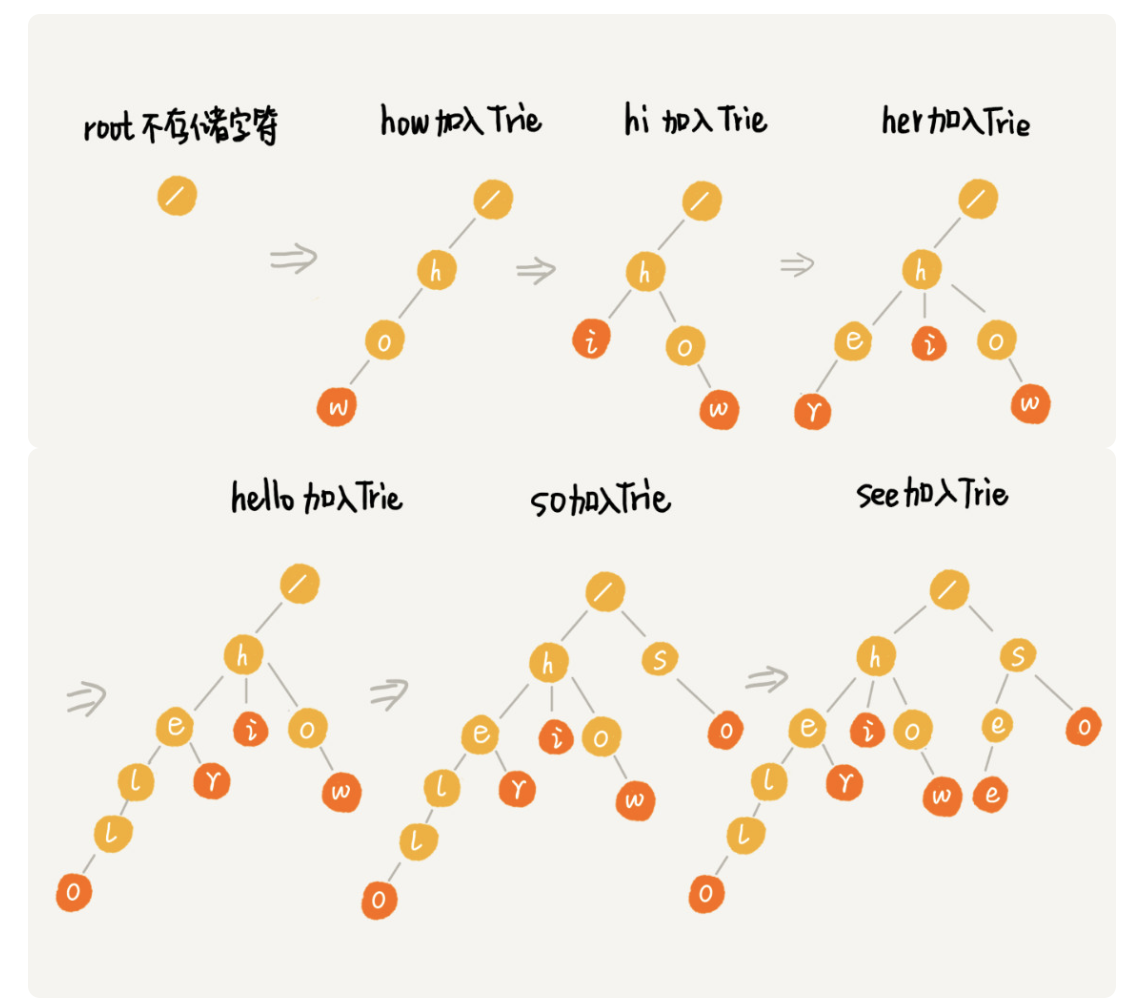 root 不存储字符
/
how 加入 Trie
/
h
o
w
hi 加入 Trie
/
h
i o
w
her 加入 Trie
/
h
e i o
r w
hello 加入 Trie
/
h
e i o
l r w
l
o
so 加入 Trie
/
h s
e i o o
l r w
l
o
see 加入 Trie
/
h s
e i o e o
l r w e
l
o